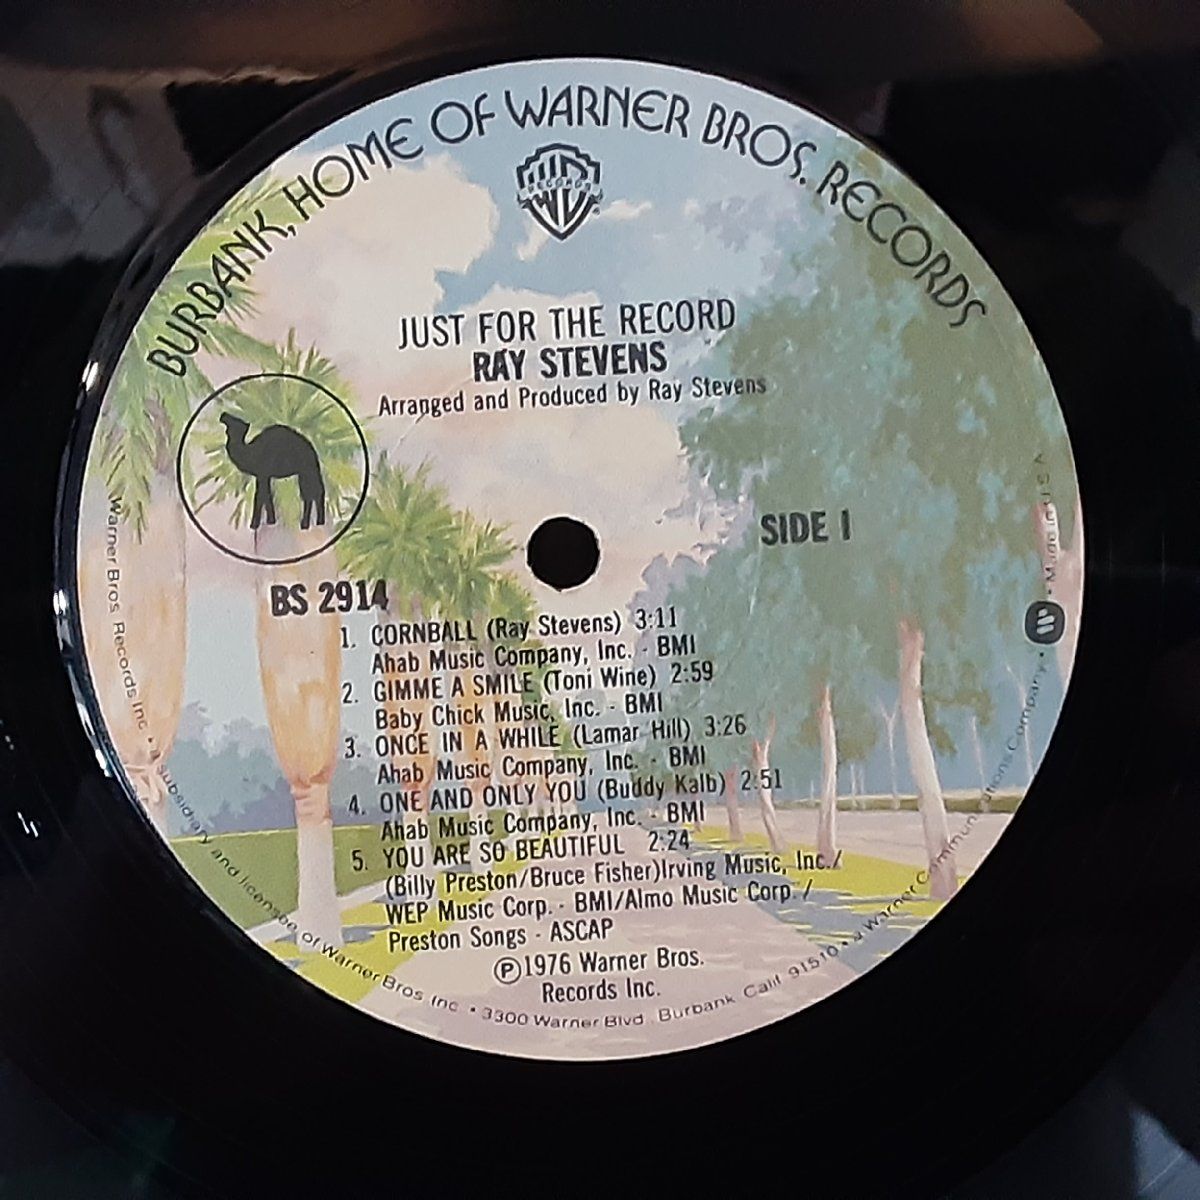 BURBANK, HOME OF WARNER BROS. RECORDS
W
RECORDS
®
JUST FOR THE RECORD
RAY STEVENS
Arranged and Produced by Ray Stevens
SIDE 1
BS 2914
1. CORNBALL (Ray Stevens) 3:11
Ahab Music Company, Inc. - BMI
2. GIMME A SMILE (Toni Wine) 2:59
Baby Chick Music, Inc. - BMI
3. ONCE IN A WHILE (Lamar Hill) 3:26
Ahab Music Company, Inc. - BMI
4. ONE AND ONLY YOU (Buddy Kalb) 2:51
Ahab Music Company, Inc. - BMI
5. YOU ARE SO BEAUTIFUL 2:24
(Billy Preston/Bruce Fisher)Irving Music, Inc./
WEP Music Corp. - BMI/Almo Music Corp./
Preston Songs - ASCAP
℗1976 Warner Bros.
Records Inc.
Warner Bros. Records Inc. • a subsidiary and licensee of Warner Bros Inc. • 3300 Warner Blvd., Burbank, Calif. 91510 • a Warner Communications Company • Made in U.S.A.